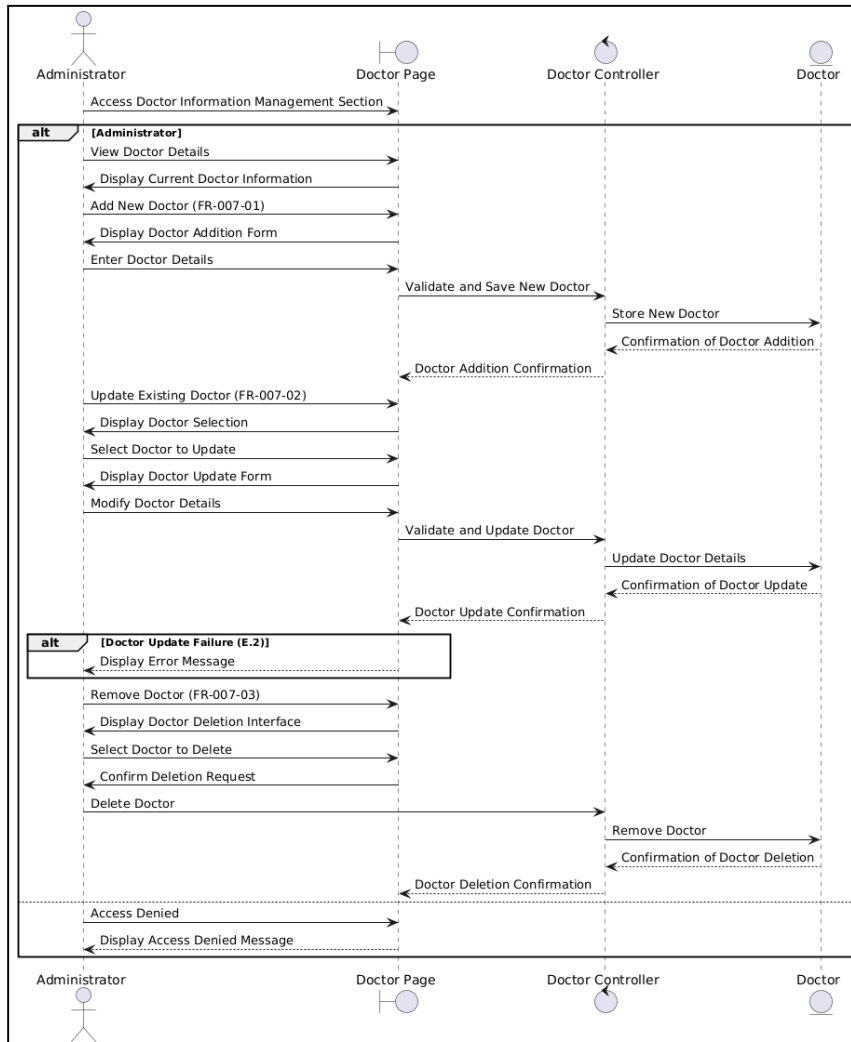 Administrator Doctor Page Doctor Controller Doctor
Access Doctor Information Management Section
alt [Administrator]
View Doctor Details
Display Current Doctor Information
Add New Doctor (FR-007-01)
Display Doctor Addition Form
Enter Doctor Details
Validate and Save New Doctor
Store New Doctor
Confirmation of Doctor Addition
Doctor Addition Confirmation
Update Existing Doctor (FR-007-02)
Display Doctor Selection
Select Doctor to Update
Display Doctor Update Form
Modify Doctor Details
Validate and Update Doctor
Update Doctor Details
Confirmation of Doctor Update
Doctor Update Confirmation
alt [Doctor Update Failure (E.2)]
Display Error Message
Remove Doctor (FR-007-03)
Display Doctor Deletion Interface
Select Doctor to Delete
Confirm Deletion Request
Delete Doctor
Remove Doctor
Confirmation of Doctor Deletion
Doctor Deletion Confirmation
Access Denied
Display Access Denied Message
Administrator Doctor Page Doctor Controller Doctor